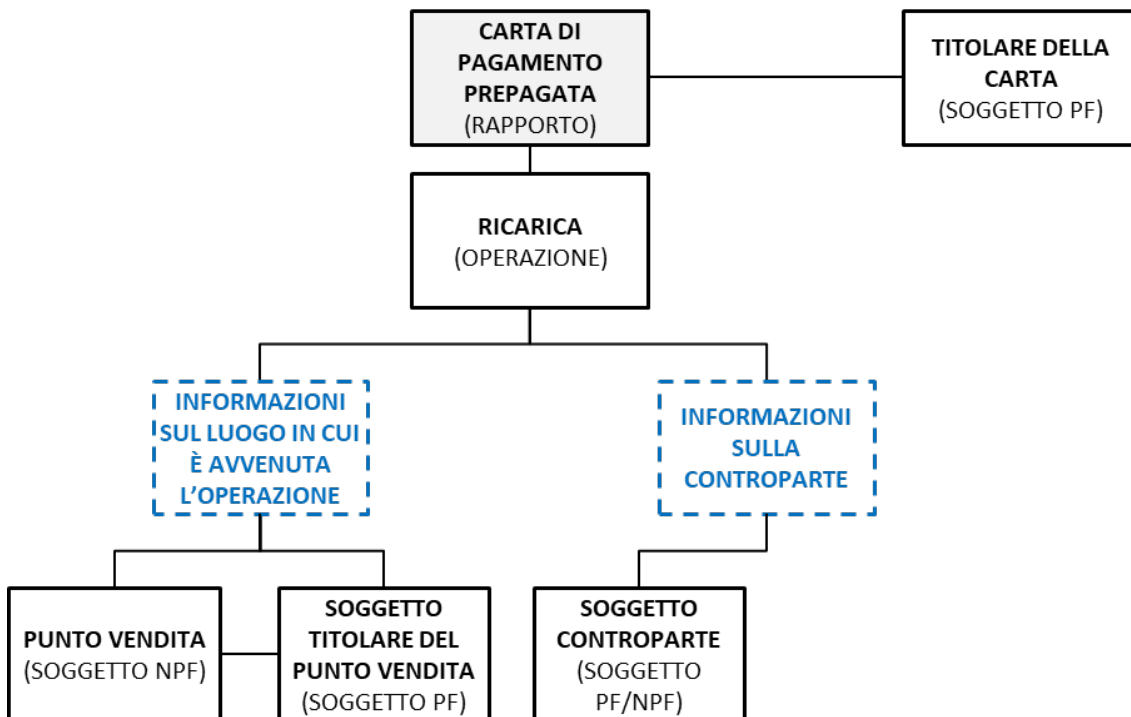 CARTA DI
PAGAMENTO
PREPAGATA
(RAPPORTO)
TITOLARE DELLA
CARTA
(SOGGETTO PF)
RICARICA
(OPERAZIONE)
INFORMAZIONI
SUL LUOGO IN CUI
È AVVENUTA
L’OPERAZIONE
INFORMAZIONI
SULLA
CONTROPARTE
PUNTO VENDITA
(SOGGETTO NPF)
SOGGETTO
TITOLARE DEL
PUNTO VENDITA
(SOGGETTO PF)
SOGGETTO
CONTROPARTE
(SOGGETTO
PF/NPF)